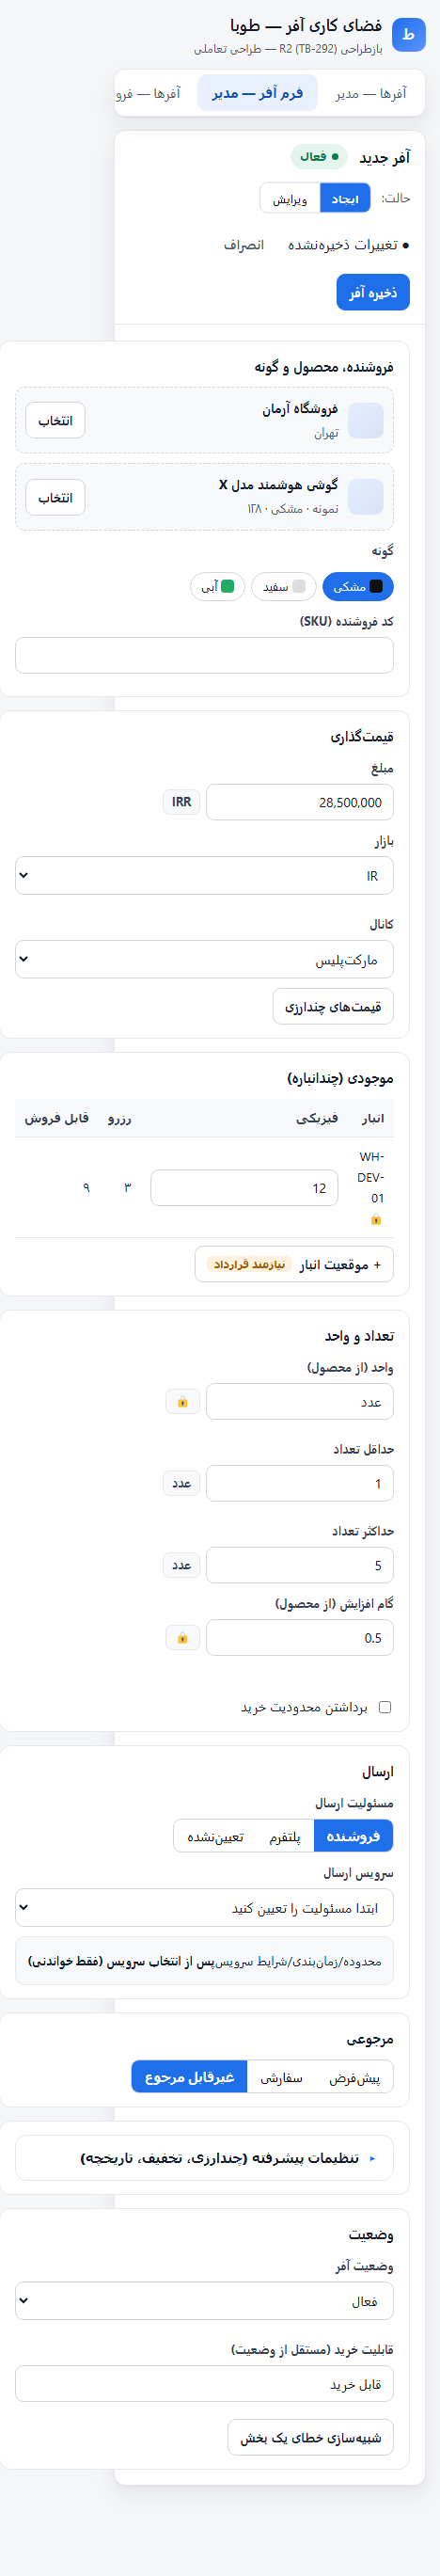 ط
فضای کاری آفر — طوبا
بازطراحی R2 (TB-292) — طراحی تعاملی
آفرها — مدیر
فرم آفر — مدیر
آفرها — فرو
آفر جدید
● فعال
حالت:
ایجاد
ویرایش
● تغییرات ذخیره‌نشده
انصراف
ذخیره آفر
فروشنده، محصول و گونه
فروشگاه آرمان
تهران
انتخاب
گوشی هوشمند مدل X
نمونه · مشکی · ۱۲۸
انتخاب
گونه
مشکی
سفید
آبی
کد فروشنده (SKU)
قیمت‌گذاری
مبلغ
28,500,000
IRR
بازار
IR
کانال
مارکت‌پلیس
قیمت‌های چندارزی
موجودی (چندانباره)
انبار
فیزیکی
رزرو
قابل فروش
WH-
DEV-
01
12
۳
۹
+ موقعیت انبار
نیازمند قرارداد
تعداد و واحد
واحد (از محصول)
عدد
حداقل تعداد
1
عدد
حداکثر تعداد
5
عدد
گام افزایش (از محصول)
0.5
برداشتن محدودیت خرید
ارسال
مسئولیت ارسال
فروشنده
پلتفرم
تعیین‌نشده
سرویس ارسال
ابتدا مسئولیت را تعیین کنید
محدوده/زمان‌بندی/شرایط سرویس
پس از انتخاب سرویس (فقط خواندنی)
مرجوعی
پیش‌فرض
سفارشی
غیرقابل مرجوع
تنظیمات پیشرفته (چندارزی، تخفیف، تاریخچه)
وضعیت
وضعیت آفر
فعال
قابلیت خرید (مستقل از وضعیت)
قابل خرید
شبیه‌سازی خطای یک بخش